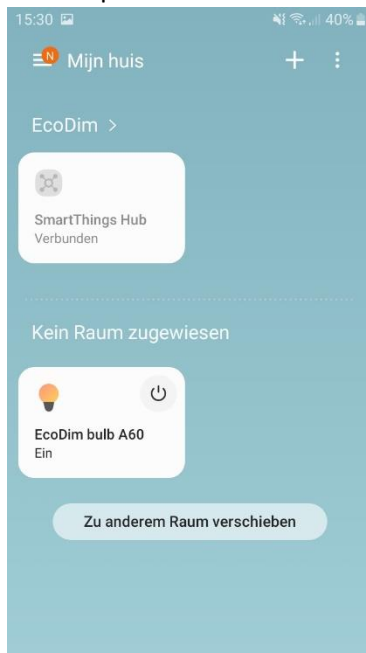 15:30 40%
N Mijn huis
EcoDim >
SmartThings Hub
Verbunden
Kein Raum zugewiesen
EcoDim bulb A60
Ein
Zu anderem Raum verschieben